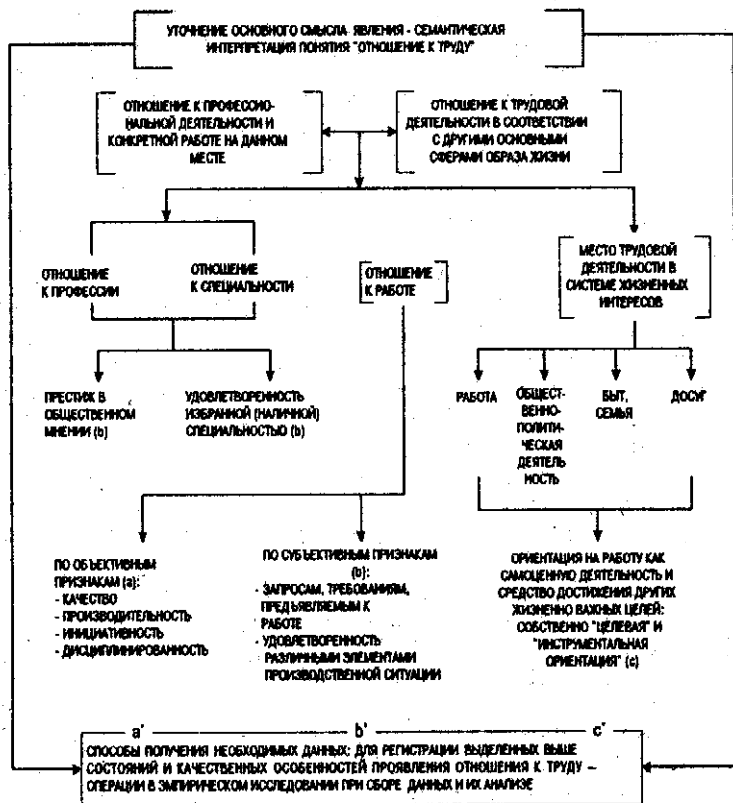 УТОЧНЕНИЕ ОСНОВНОГО СМЫСЛА ЯВЛЕНИЯ - СЕМАНТИЧЕСКАЯ
ИНТЕРПРЕТАЦИЯ ПОНЯТИЯ "ОТНОШЕНИЕ К ТРУДУ"
ОТНОШЕНИЕ К ПРОФЕССИО-
НАЛЬНОЙ ДЕЯТЕЛЬНОСТИ И
КОНКРЕТНОЙ РАБОТЕ НА ДАННОМ
МЕСТЕ
ОТНОШЕНИЕ К ТРУДОВОЙ
ДЕЯТЕЛЬНОСТИ В СООТВЕТСТВИИ
С ДРУГИМИ ОСНОВНЫМИ
СФЕРАМИ ОБРАЗА ЖИЗНИ
ОТНОШЕНИЕ
К ПРОФЕССИИ
ОТНОШЕНИЕ
К СПЕЦИАЛЬНОСТИ
ОТНОШЕНИЕ
К РАБОТЕ
МЕСТО ТРУДОВОЙ
ДЕЯТЕЛЬНОСТИ В
СИСТЕМЕ ЖИЗНЕННЫХ
ИНТЕРЕСОВ
ПРЕСТИЖ В
ОБЩЕСТВЕННОМ
МНЕНИИ (b)
УДОВЛЕТВОРЕННОСТЬ
ИЗБРАННОЙ (НАЛИЧНОЙ)
СПЕЦИАЛЬНОСТЬЮ (b)
РАБОТА
ОБЩЕСТ-
ВЕННО-
ПОЛИТИ-
ЧЕСКАЯ
ДЕЯТЕЛЬ
НОСТЬ
БЫТ,
СЕМЬЯ
ДОСУГ
ПО ОБЪЕКТИВНЫМ
ПРИЗНАКАМ (a):
- КАЧЕСТВО
- ПРОИЗВОДИТЕЛЬНОСТЬ
- ИНИЦИАТИВНОСТЬ
- ДИСЦИПЛИНИРОВАННОСТЬ
ПО СУБЪЕКТИВНЫМ ПРИЗНАКАМ
(b):
- ЗАПРОСАМ, ТРЕБОВАНИЯМ,
ПРЕДЪЯВЛЯЕМЫМ К
РАБОТЕ
- УДОВЛЕТВОРЕННОСТЬ
РАЗЛИЧНЫМИ ЭЛЕМЕНТАМИ
ПРОИЗВОДСТВЕННОЙ СИТУАЦИИ
ОРИЕНТАЦИЯ НА РАБОТУ КАК
САМОЦЕННУЮ ДЕЯТЕЛЬНОСТЬ И
СРЕДСТВО ДОСТИЖЕНИЯ ДРУГИХ
ЖИЗНЕННО ВАЖНЫХ ЦЕЛЕЙ:
СОБСТВЕННО "ЦЕЛЕВАЯ" И
"ИНСТРУМЕНТАЛЬНАЯ
ОРИЕНТАЦИЯ" (c)
a' b' c'
СПОСОБЫ ПОЛУЧЕНИЯ НЕОБХОДИМЫХ ДАННЫХ: ДЛЯ РЕГИСТРАЦИИ ВЫДЕЛЕННЫХ ВЫШЕ
СОСТОЯНИЙ И КАЧЕСТВЕННЫХ ОСОБЕННОСТЕЙ ПРОЯВЛЕНИЯ ОТНОШЕНИЯ К ТРУДУ –
ОПЕРАЦИИ В ЭМПИРИЧЕСКОМ ИССЛЕДОВАНИИ ПРИ СБОРЕ ДАННЫХ И ИХ АНАЛИЗЕ